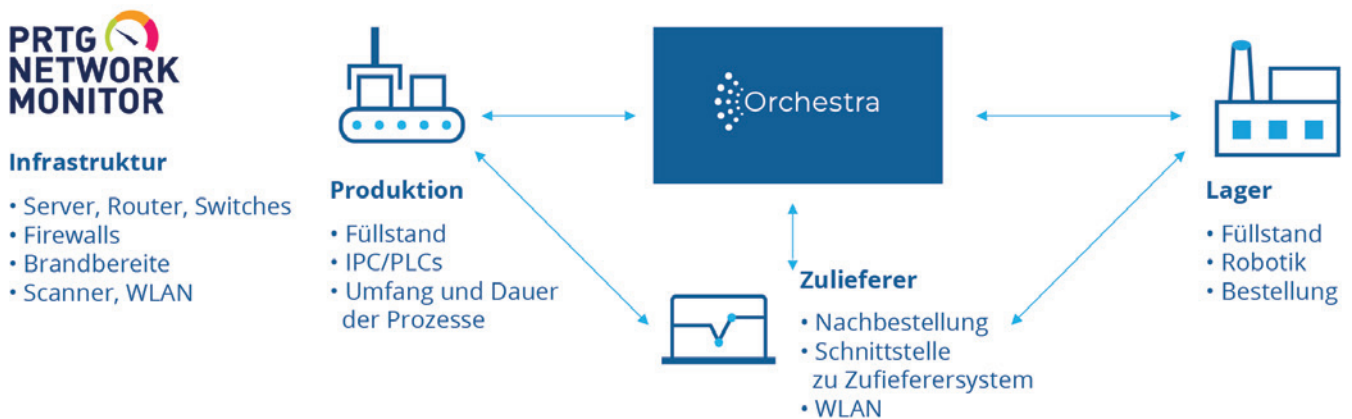 PRTG
NETWORK
MONITOR
Infrastruktur
• Server, Router, Switches
• Firewalls
• Brandbereite
• Scanner, WLAN
Produktion
• Füllstand
• IPC/PLCs
• Umfang und Dauer
der Prozesse
Orchestra
Zulieferer
• Nachbestellung
• Schnittstelle
zu Zufieferersystem
• WLAN
Lager
• Füllstand
• Robotik
• Bestellung